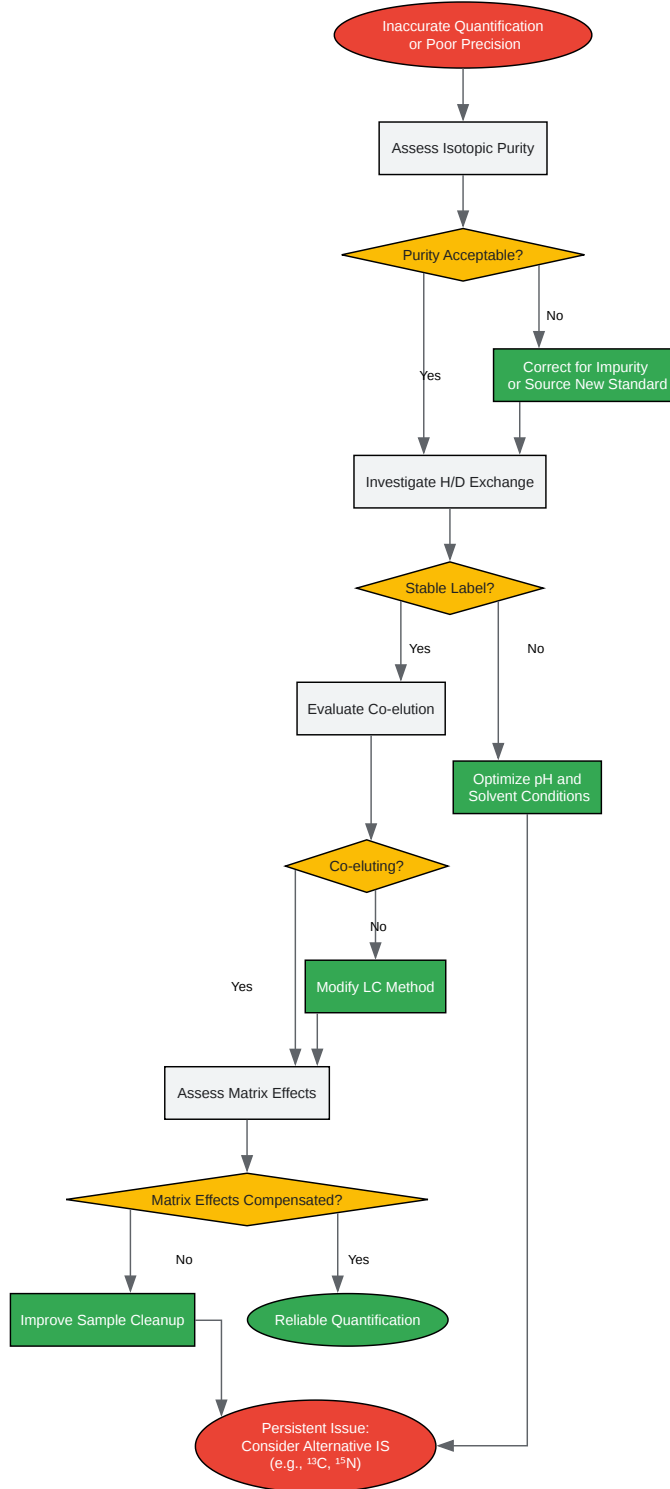 Inaccurate Quantification
or Poor Precision
Assess Isotopic Purity
Purity Acceptable?
No
Correct for Impurity
or Source New Standard
Yes
Investigate H/D Exchange
Stable Label?
Yes
No
Evaluate Co-elution
Optimize pH and
Solvent Conditions
Co-eluting?
No
Yes
Modify LC Method
Assess Matrix Effects
Matrix Effects Compensated?
No
Yes
Improve Sample Cleanup
Reliable Quantification
Persistent Issue:
Consider Alternative IS
(e.g., ¹³C, ¹⁵N)